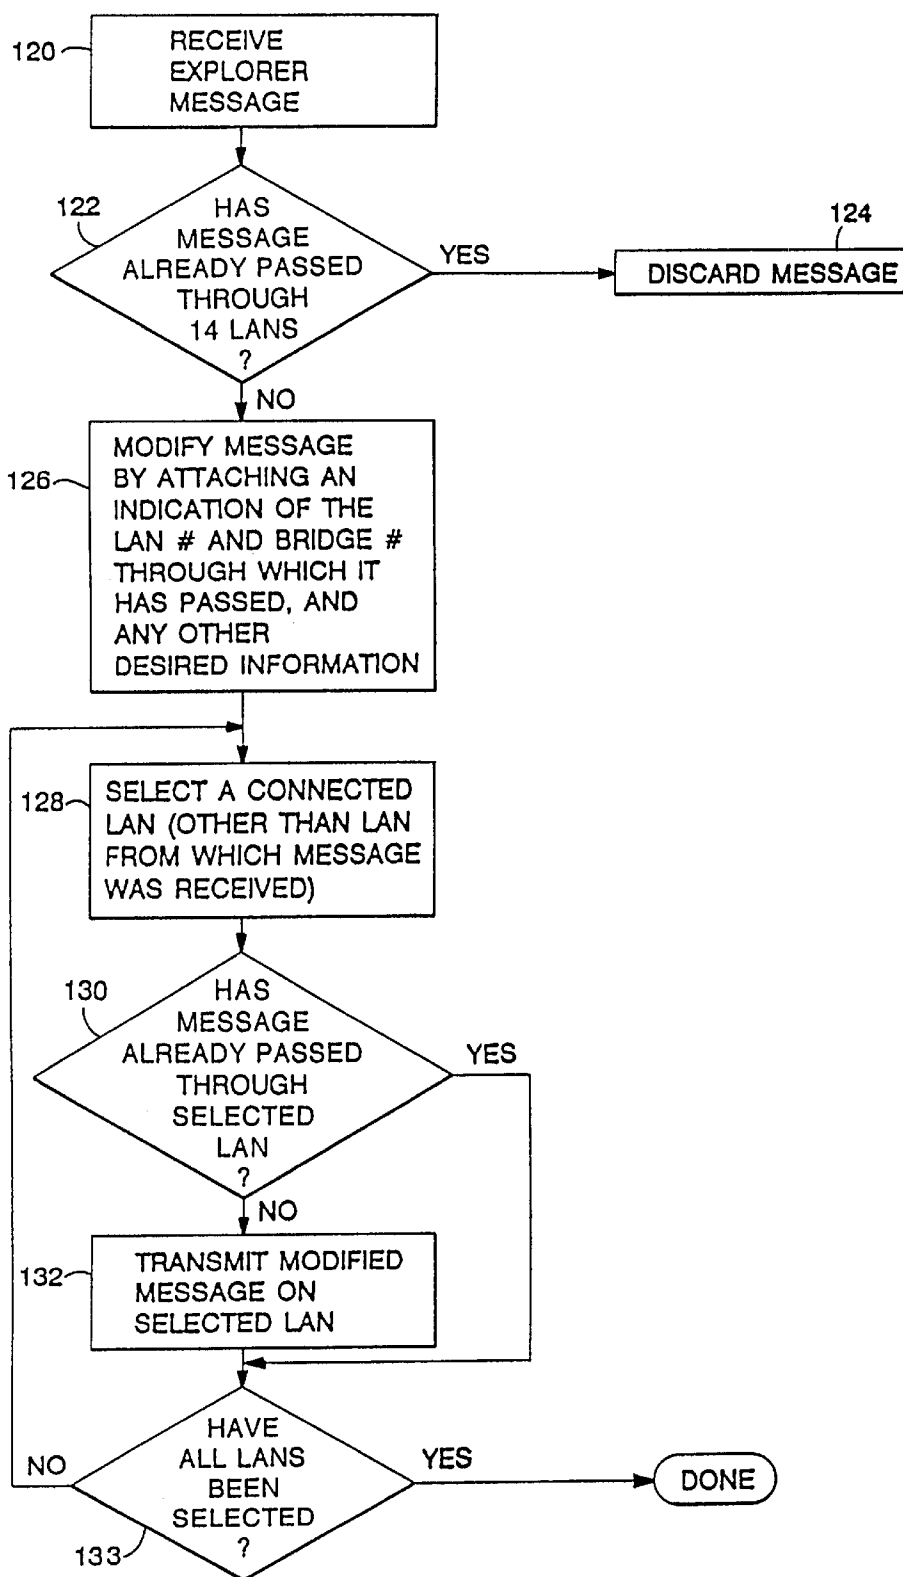 120
RECEIVE
EXPLORER
MESSAGE
122
HAS
MESSAGE
ALREADY PASSED
THROUGH
14 LANS
?
YES
124
DISCARD MESSAGE
NO
126
MODIFY MESSAGE
BY ATTACHING AN
INDICATION OF THE
LAN # AND BRIDGE #
THROUGH WHICH IT
HAS PASSED, AND
ANY OTHER
DESIRED INFORMATION
128
SELECT A CONNECTED
LAN (OTHER THAN LAN
FROM WHICH MESSAGE
WAS RECEIVED)
130
HAS
MESSAGE
ALREADY PASSED
THROUGH
SELECTED
LAN
?
YES
NO
132
TRANSMIT MODIFIED
MESSAGE ON
SELECTED LAN
HAVE
ALL LANS
BEEN
SELECTED
?
NO
YES
DONE
133